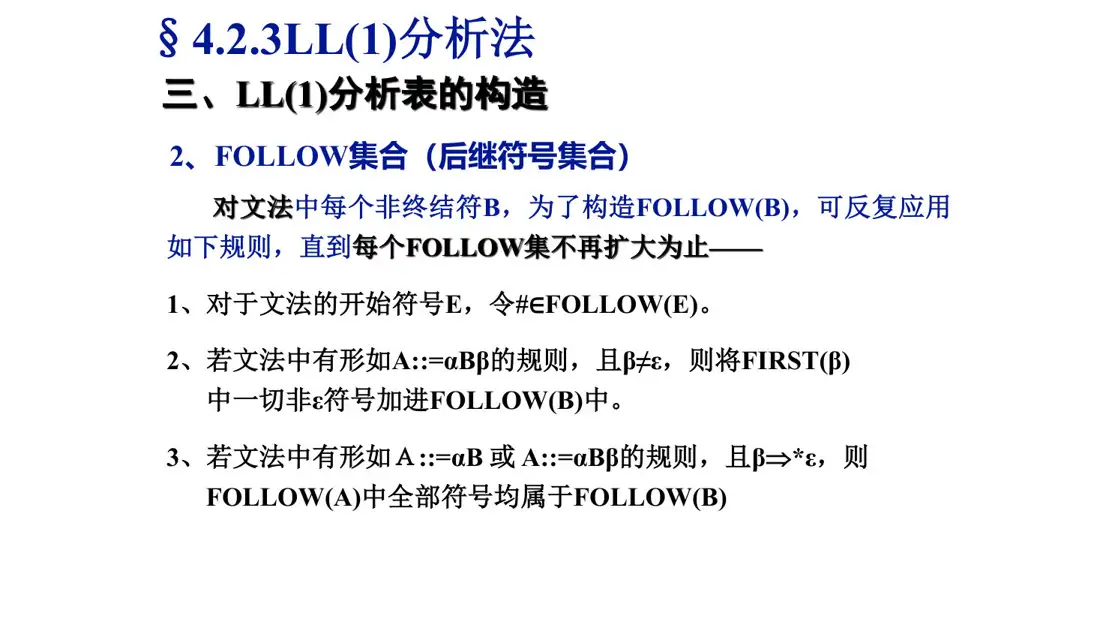 §4.2.3LL(1)分析法
三、LL(1)分析表的构造
2、FOLLOW集合（后继符号集合）
对文法中每个非终结符B，为了构造FOLLOW(B)，可反复应用
如下规则，直到每个FOLLOW集不再扩大为止——
1、对于文法的开始符号E，令#∈FOLLOW(E)。
2、若文法中有形如A::=αBβ的规则，且β≠ε，则将FIRST(β)
中一切非ε符号加进FOLLOW(B)中。
3、若文法中有形如Ａ::=αB 或 A::=αBβ的规则，且β⇒*ε，则
FOLLOW(A)中全部符号均属于FOLLOW(B)